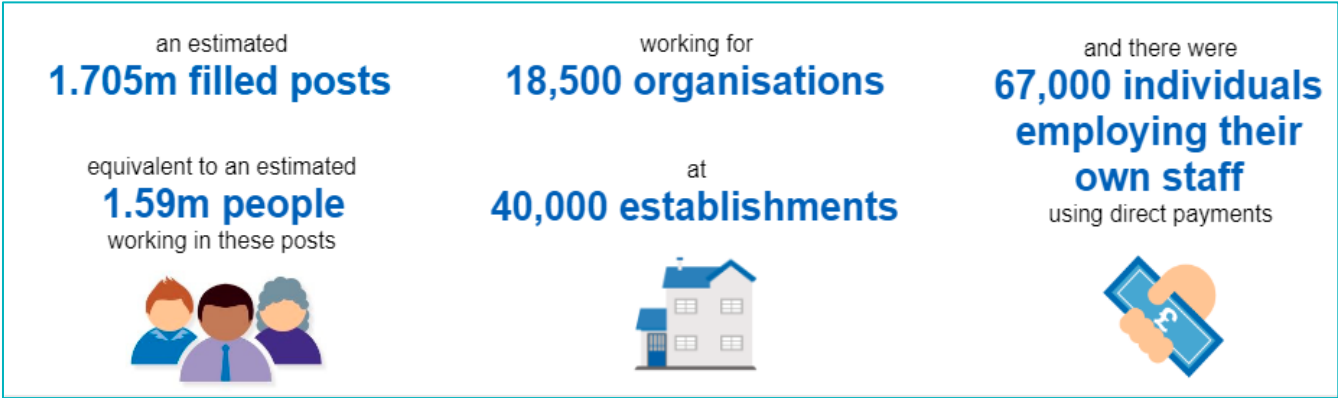 an estimated
1.705m filled posts
equivalent to an estimated
1.59m people
working in these posts
working for
18,500 organisations
at
40,000 establishments
and there were
67,000 individuals
employing their
own staff
using direct payments
£